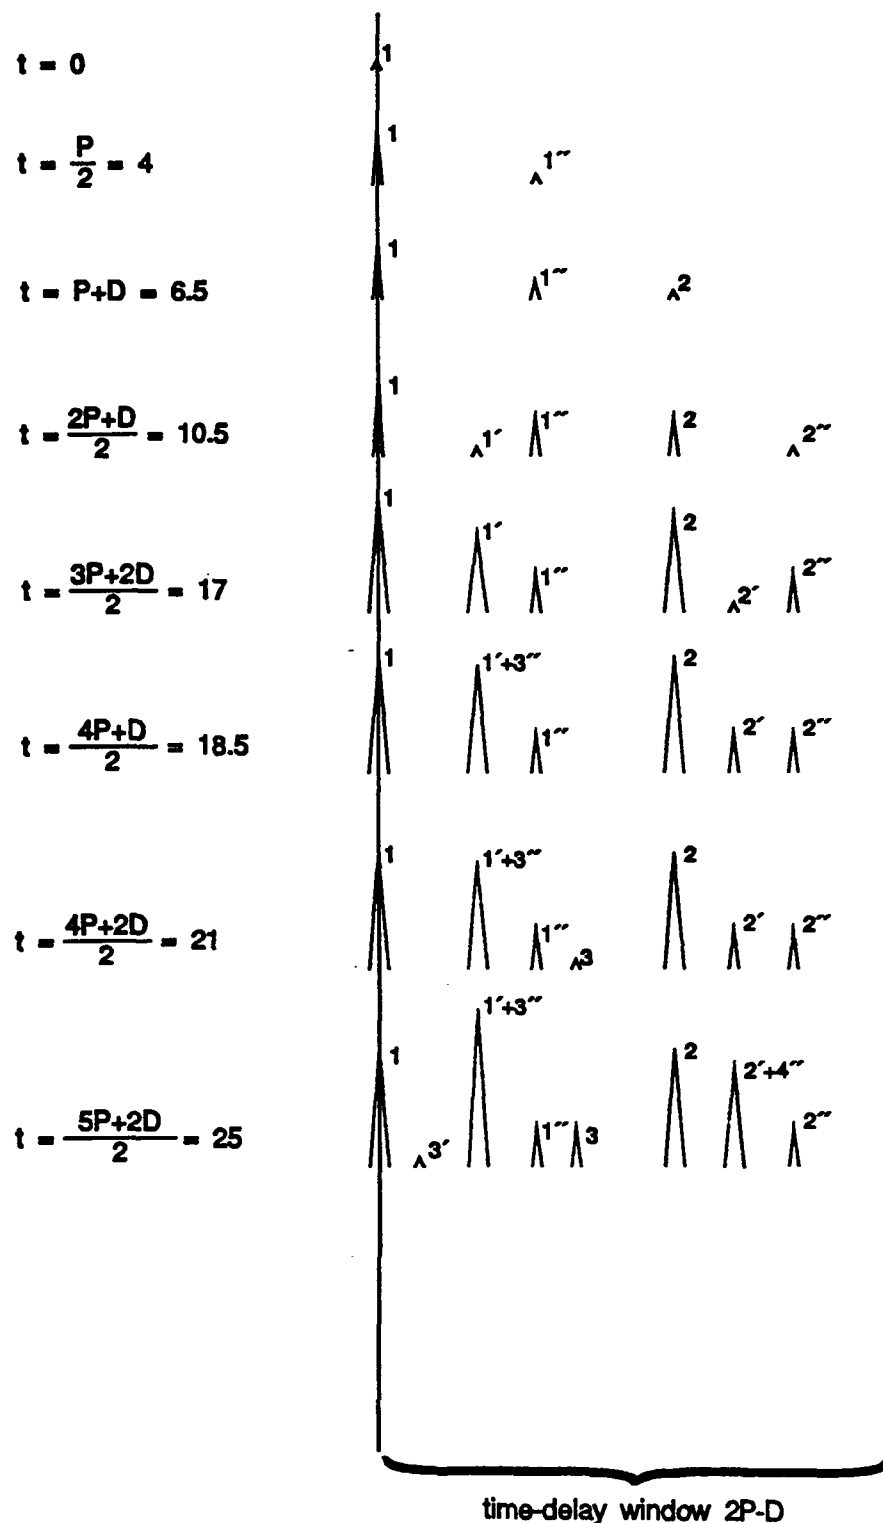 t = 0 1
t = P/2 = 4 1 1‴
t = P+D = 6.5 1 1‴ 2
t = 2P+D/2 = 10.5 1 1′ 1‴ 2 2‴
t = 3P+2D/2 = 17 1 1′ 1‴ 2 2′ 2‴
t = 4P+D/2 = 18.5 1 1′+3‴ 1‴ 2 2′ 2‴
t = 4P+2D/2 = 21 1 1′+3‴ 1‴ 3 2 2′ 2‴
t = 5P+2D/2 = 25 1 3′ 1′+3‴ 1‴ 3 2 2′+4‴ 2‴
time-delay window 2P-D